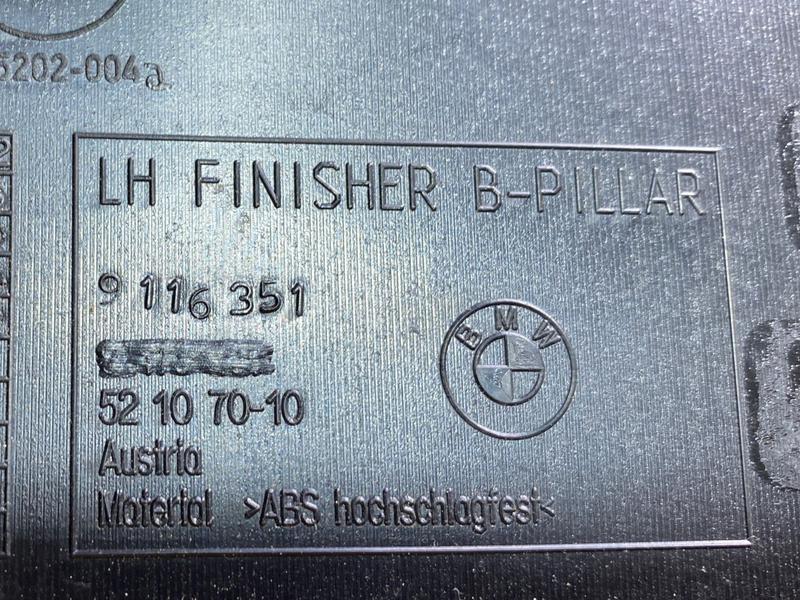 5202-004a
LH FINISHER B-PILLAR
9 116 351
BMW
52 10 70-10
Austria
Material >ABS hochschlagfest<